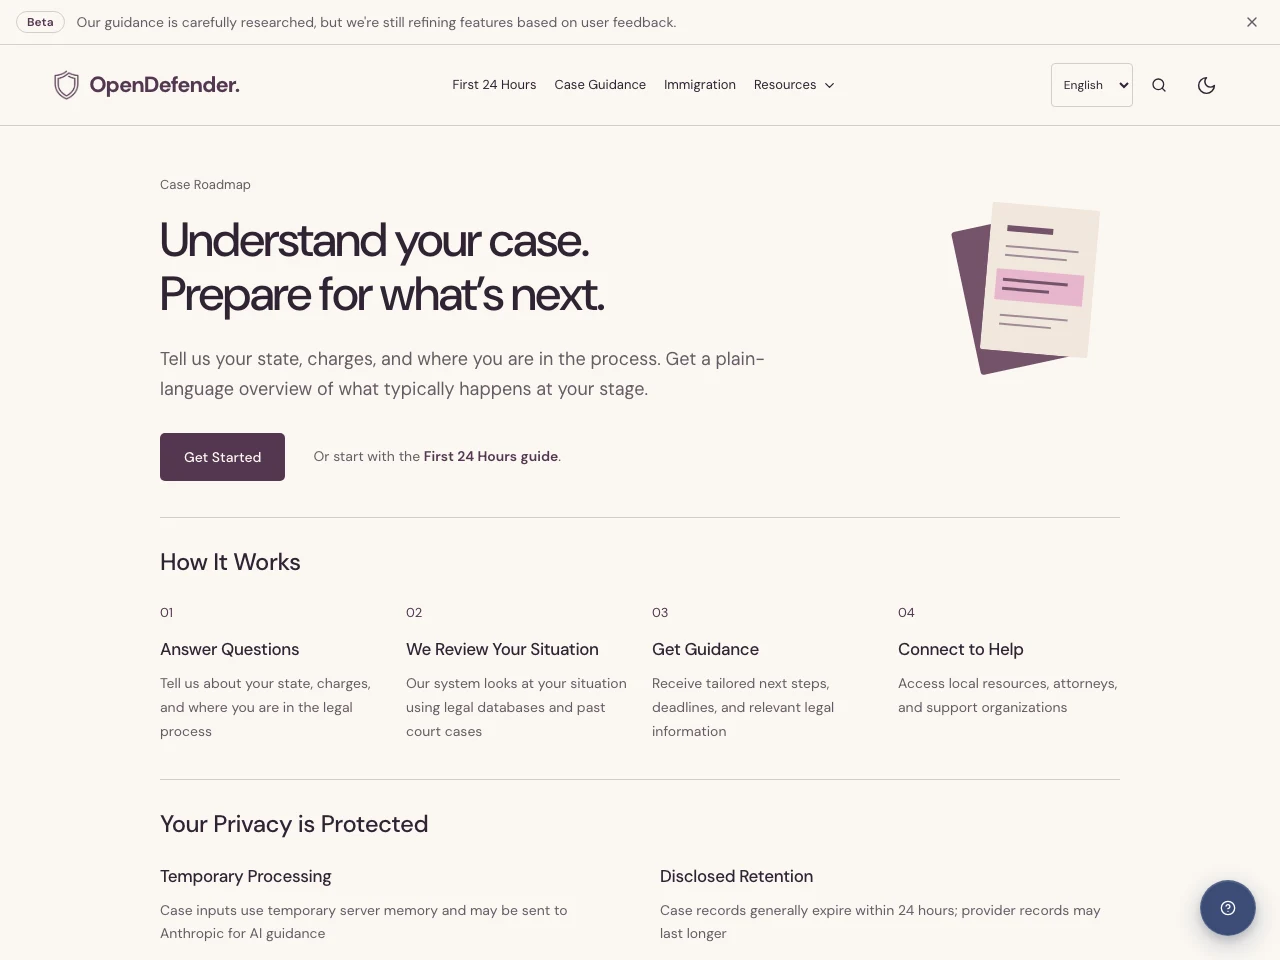 Beta
Our guidance is carefully researched, but we're still refining features based on user feedback.
OpenDefender.
First 24 Hours
Case Guidance
Immigration
Resources
English
Case Roadmap
Understand your case.
Prepare for what’s next.
Tell us your state, charges, and where you are in the process. Get a plain-
language overview of what typically happens at your stage.
Get Started
Or start with the First 24 Hours guide.
How It Works
01
Answer Questions
Tell us about your state, charges,
and where you are in the legal
process
02
We Review Your Situation
Our system looks at your situation
using legal databases and past
court cases
03
Get Guidance
Receive tailored next steps,
deadlines, and relevant legal
information
04
Connect to Help
Access local resources, attorneys,
and support organizations
Your Privacy is Protected
Temporary Processing
Case inputs use temporary server memory and may be sent to
Anthropic for AI guidance
Disclosed Retention
Case records generally expire within 24 hours; provider records may
last longer